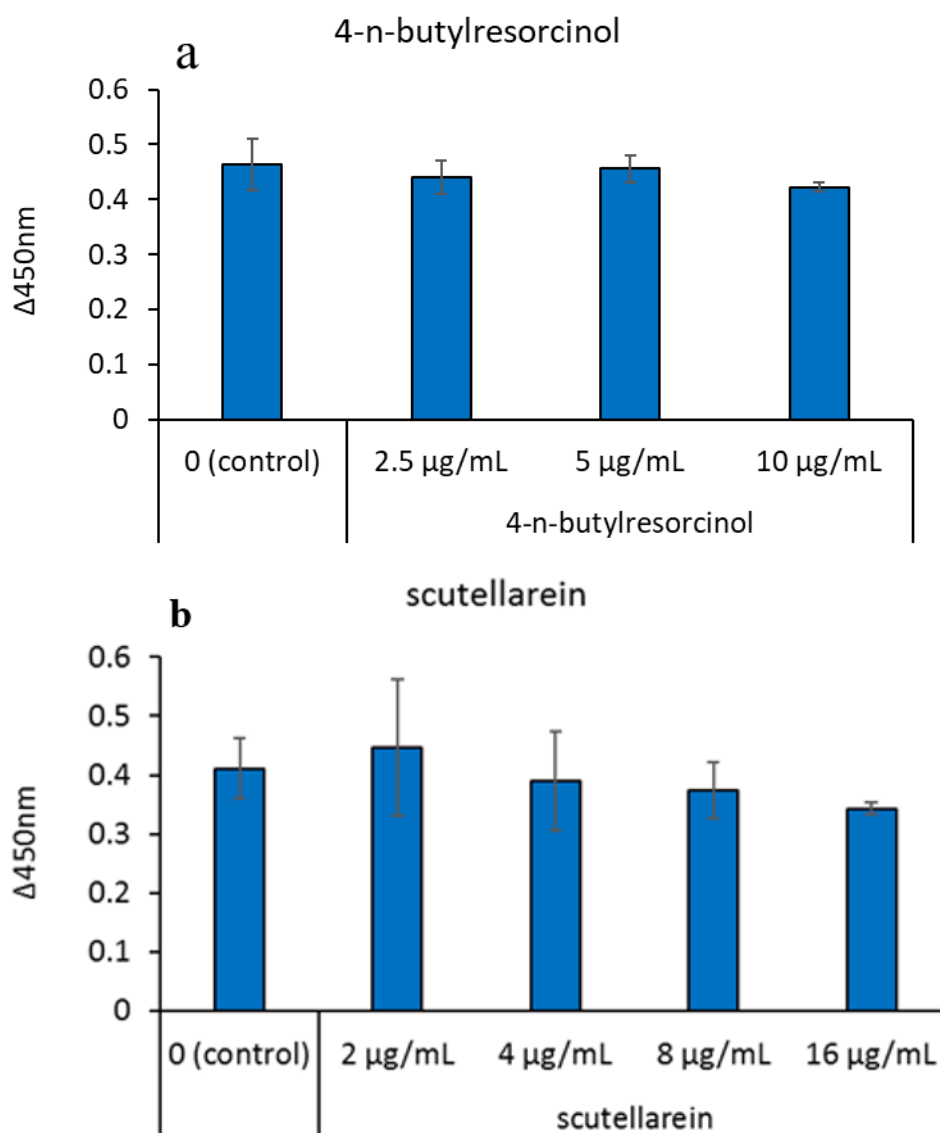 4-n-butylresorcinol
a
0.6
0.5
0.4
0.3
0.2
0.1
0
Δ450nm
0 (control) 2.5 µg/mL 5 µg/mL 10 µg/mL
4-n-butylresorcinol
scutellarein
b
0.6
0.5
0.4
0.3
0.2
0.1
0
Δ450nm
0 (control) 2 µg/mL 4 µg/mL 8 µg/mL 16 µg/mL
scutellarein